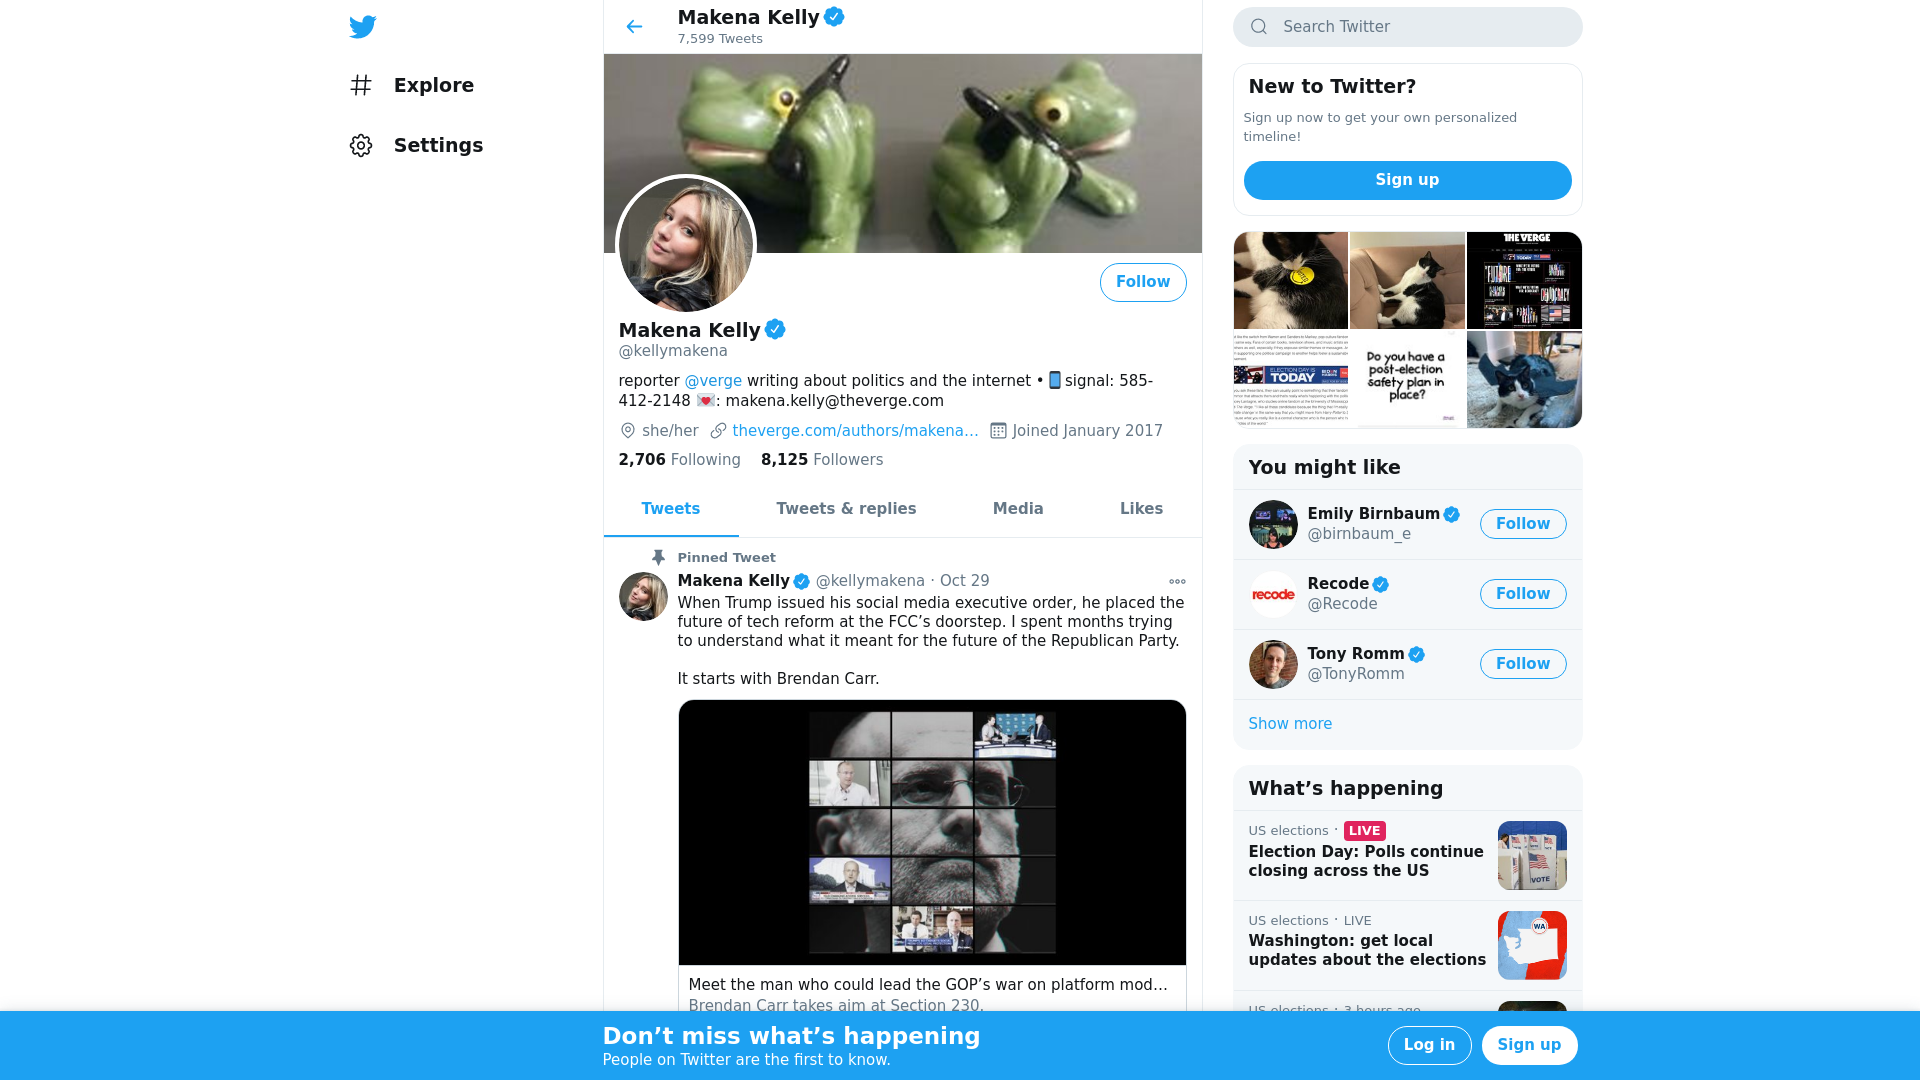 Makena Kelly
7,599 Tweets
Explore
Settings
Follow
Makena Kelly
@kellymakena
reporter @verge writing about politics and the internet • signal: 585-
412-2148 : makena.kelly@theverge.com
she/her theverge.com/authors/makena… Joined January 2017
2,706 Following 8,125 Followers
Tweets Tweets & replies Media Likes
Pinned Tweet
Makena Kelly @kellymakena · Oct 29
When Trump issued his social media executive order, he placed the
future of tech reform at the FCC’s doorstep. I spent months trying
to understand what it meant for the future of the Republican Party.
It starts with Brendan Carr.
Meet the man who could lead the GOP’s war on platform mod…
Brendan Carr takes aim at Section 230.
Search Twitter
New to Twitter?
Sign up now to get your own personalized
timeline!
Sign up
THE VERGE
ELECTION DAY IS
TODAY
Do you have a
post-election
safety plan in
place?
You might like
Emily Birnbaum
@birnbaum_e
Follow
recode
Recode
@Recode
Follow
Tony Romm
@TonyRomm
Follow
Show more
What’s happening
US elections · LIVE
Election Day: Polls continue
closing across the US
VOTE
US elections · LIVE
Washington: get local
updates about the elections
WA
US elections · 3 hours ago
Don’t miss what’s happening
People on Twitter are the first to know.
Log in
Sign up